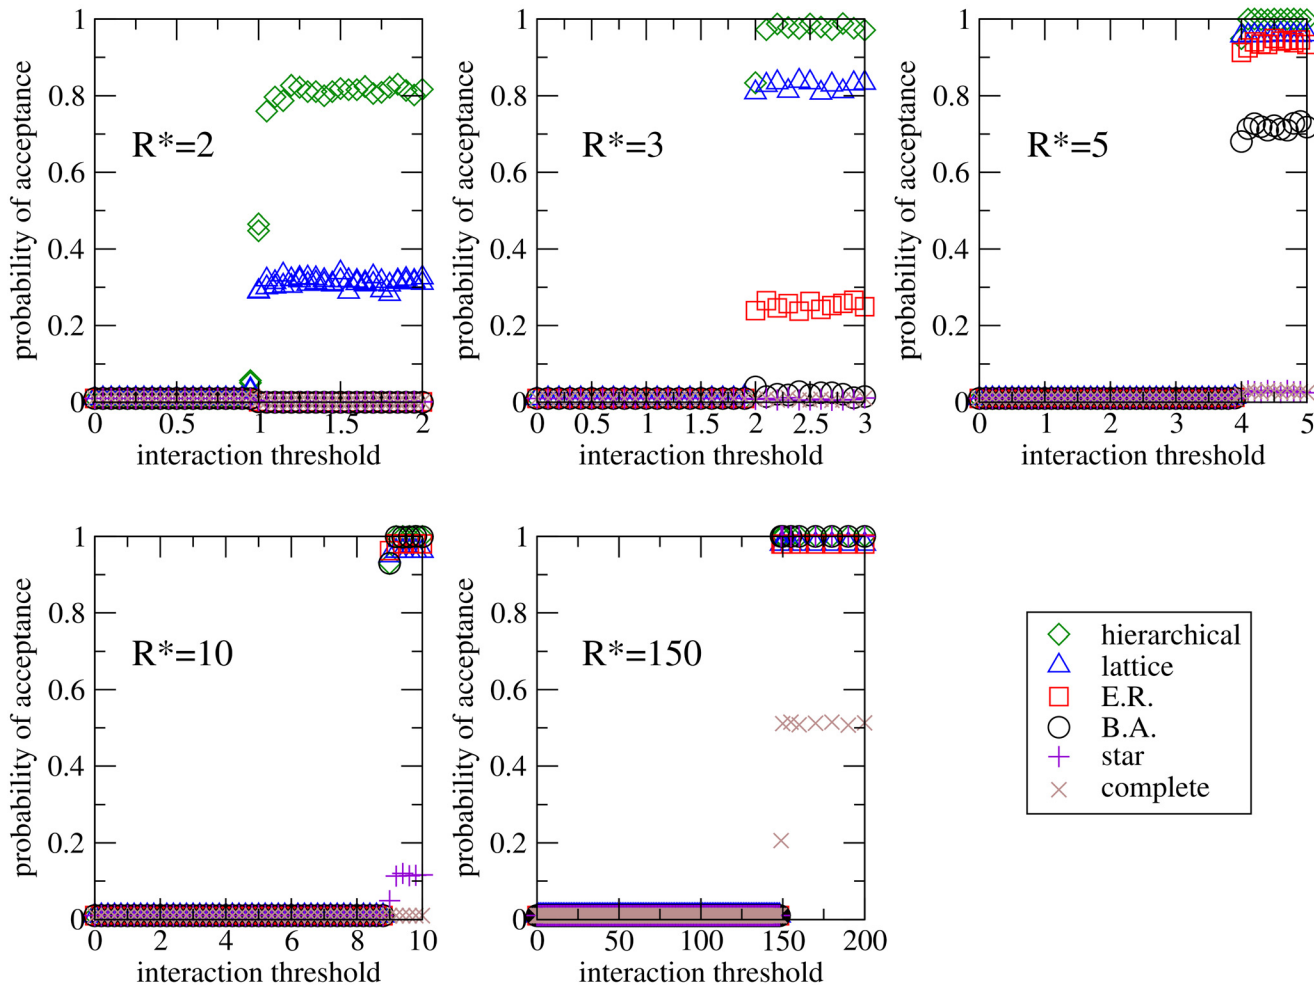 1
0.8
0.6
0.4
0.2
0
probability of acceptance
R*=2
0
0.5
1
1.5
2
interaction threshold
1
0.8
0.6
0.4
0.2
0
probability of acceptance
R*=3
0
0.5
1
1.5
2
2.5
3
interaction threshold
1
0.8
0.6
0.4
0.2
0
probability of acceptance
R*=5
0
1
2
3
4
5
interaction threshold
1
0.8
0.6
0.4
0.2
0
probability of acceptance
R*=10
0
2
4
6
8
10
interaction threshold
1
0.8
0.6
0.4
0.2
0
probability of acceptance
R*=150
0
50
100
150
200
interaction threshold
hierarchical
lattice
E.R.
B.A.
star
complete